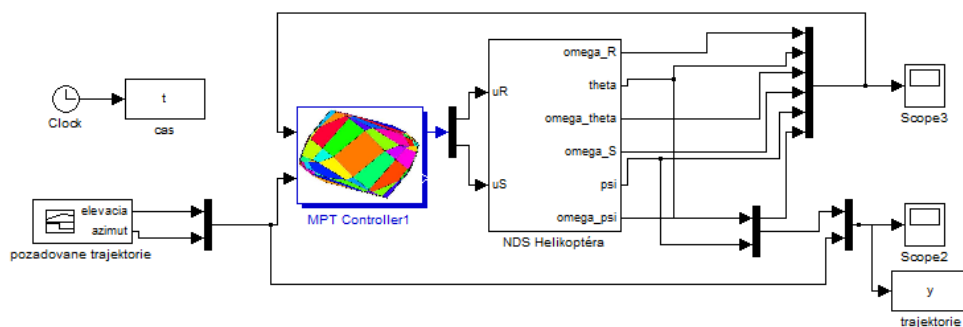 t
Clock
cas
elevacia
azimut
pozadovane trajektorie
MPT Controller1
uR
uS
omega_R
theta
omega_theta
omega_S
psi
omega_psi
NDS Helikoptéra
Scope3
Scope2
y
trajektorie